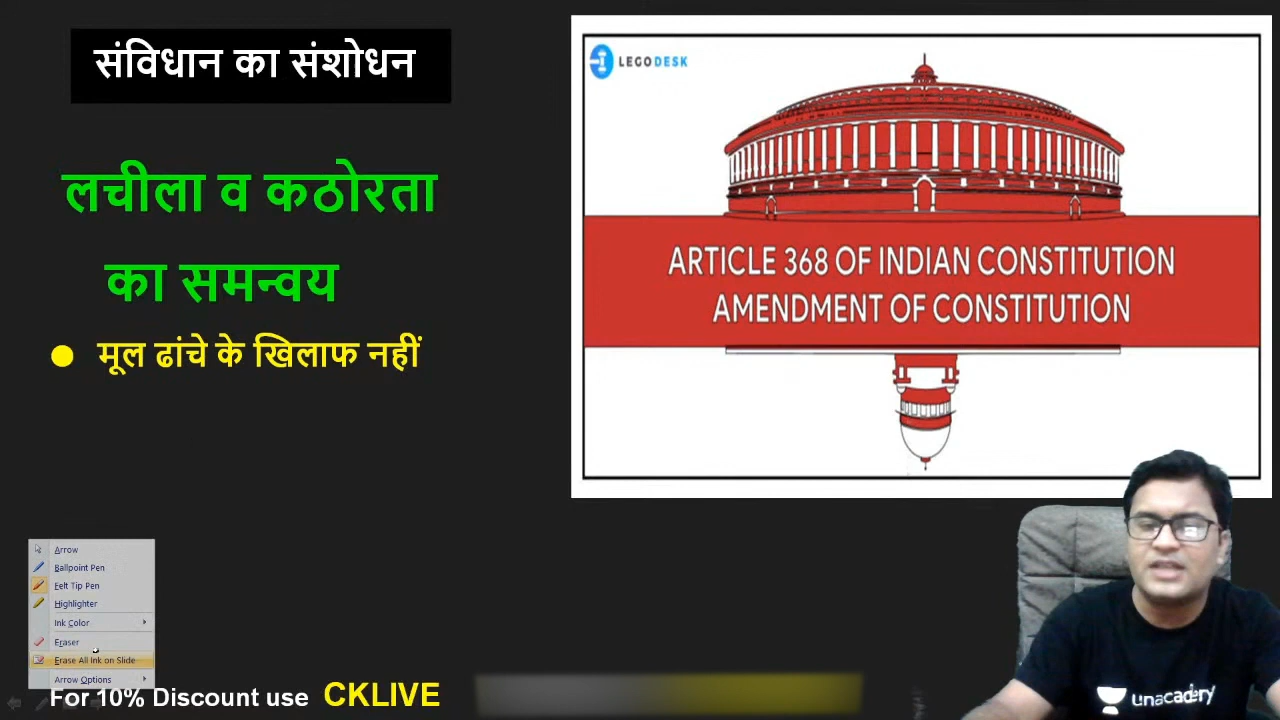 संविधान का संशोधन
लचीला व कठोरता
का समन्वय
मूल ढांचे के खिलाफ नहीं
LEGODESK
ARTICLE 368 OF INDIAN CONSTITUTION
AMENDMENT OF CONSTITUTION
Arrow
Ballpoint Pen
Felt Tip Pen
Highlighter
Ink Color
Eraser
Erase All Ink on Slide
Arrow Options
For 10% Discount use CKLIVE
unacademy